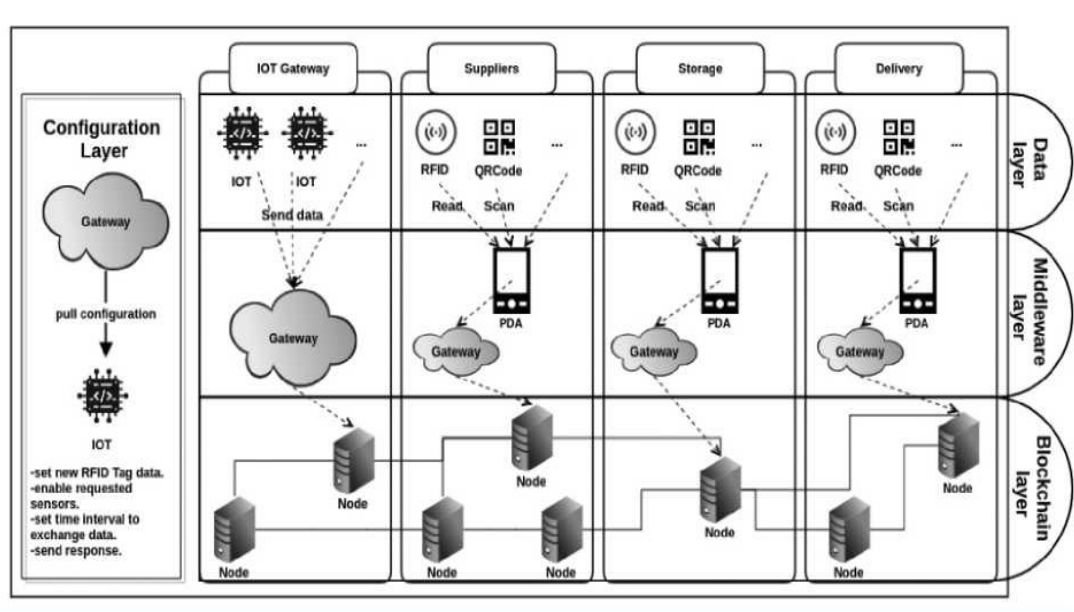 Configuration
Layer
Gateway
pull configuration
IOT
-set new RFID Tag data.
-enable requested
sensors.
-set time interval to
exchange data.
-send response.
IOT Gateway
Suppliers
Storage
Delivery
IOT
IOT
...
Send data
RFID
QRCode
...
Read
Scan
RFID
QRCode
...
Read
Scan
RFID
QRCode
...
Read
Scan
Data
layer
Gateway
PDA
Gateway
PDA
Gateway
PDA
Gateway
Middleware
layer
Node
Node
Node
Node
Node
Node
Node
Node
Blockchain
layer